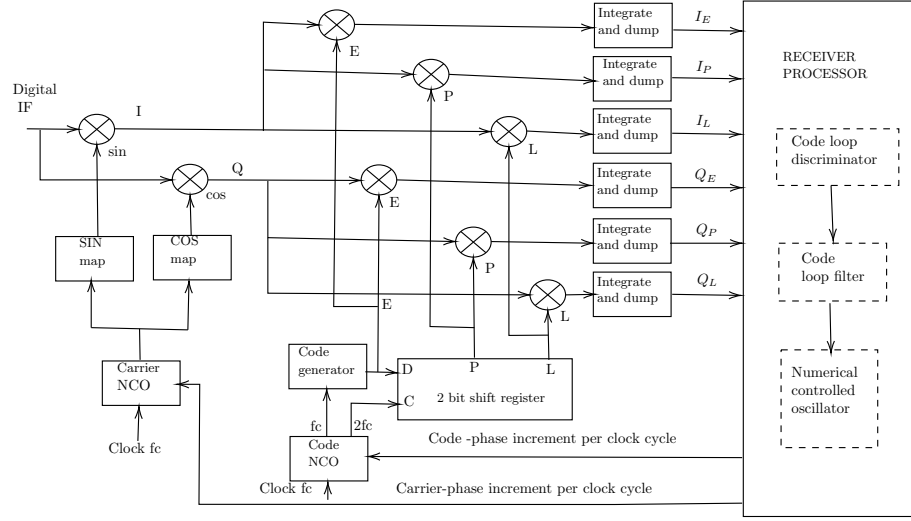 Integrate
and dump
I_E
E
RECEIVER
PROCESSOR
Integrate
and dump
I_P
P
Digital
IF
I
Integrate
and dump
I_L
sin
L
Code loop
discriminator
Q
Integrate
and dump
Q_E
cos
E
SIN
map
COS
map
Integrate
and dump
Q_P
P
Code
loop filter
Integrate
and dump
Q_L
E
L
Code
generator
D
P
L
Carrier
NCO
Numerical
controlled
oscillator
C
2 bit shift register
fc
2fc
Clock fc
Code
NCO
Code -phase increment per clock cycle
Clock fc
Carrier-phase increment per clock cycle